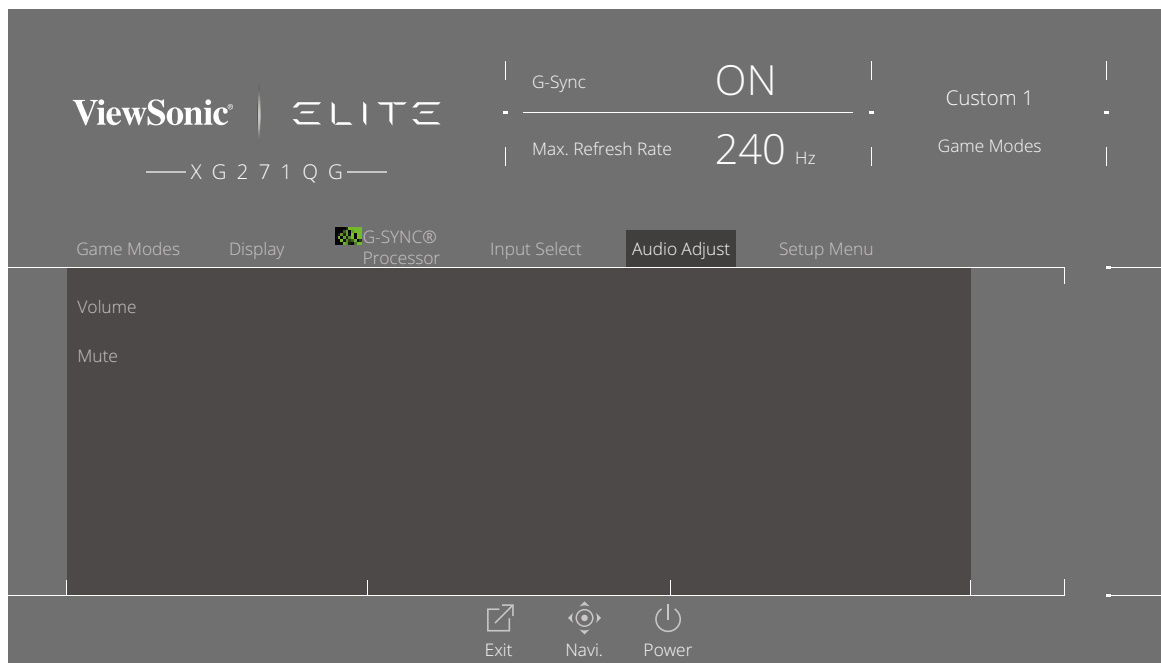 G-Sync ON
ViewSonic® ELITE
Custom 1
Max. Refresh Rate 240 Hz
Game Modes
XG271QG
Game Modes Display G-SYNC® Processor Input Select Audio Adjust Setup Menu
Volume
Mute
Exit Navi. Power